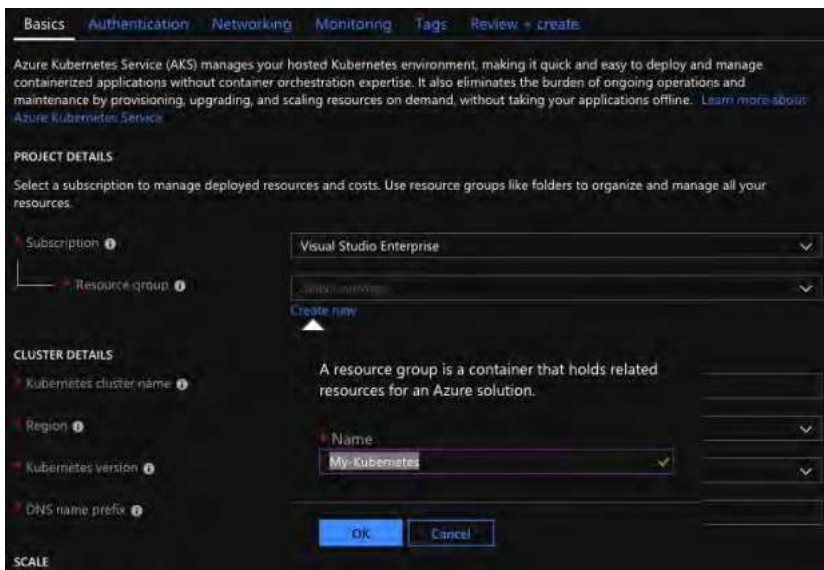 Basics Authentication Networking Monitoring Tags Review + create
Azure Kubernetes Service (AKS) manages your hosted Kubernetes environment, making it quick and easy to deploy and manage
containerized applications without container orchestration expertise. It also eliminates the burden of ongoing operations and
maintenance by provisioning, upgrading, and scaling resources on demand, without taking your applications offline. Learn more about
Azure Kubernetes Service
PROJECT DETAILS
Select a subscription to manage deployed resources and costs. Use resource groups like folders to organize and manage all your
resources.
* Subscription
Visual Studio Enterprise
* Resource group
Create new
A resource group is a container that holds related
resources for an Azure solution.
* Name
My-Kubernetes
OK Cancel
CLUSTER DETAILS
* Kubernetes cluster name
* Region
* Kubernetes version
* DNS name prefix
SCALE